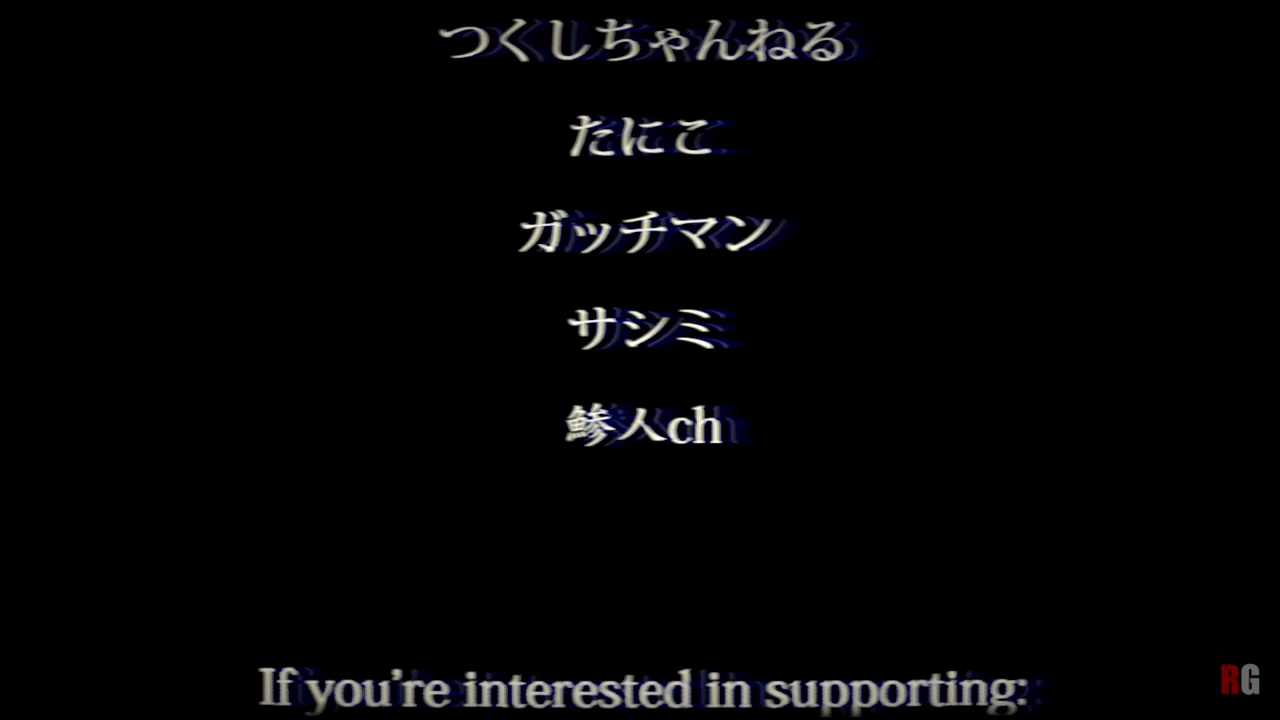 つくしちゃんねる
たにこ
ガッチマン
サシミ
鯵人ch
If you're interested in supporting:
RG